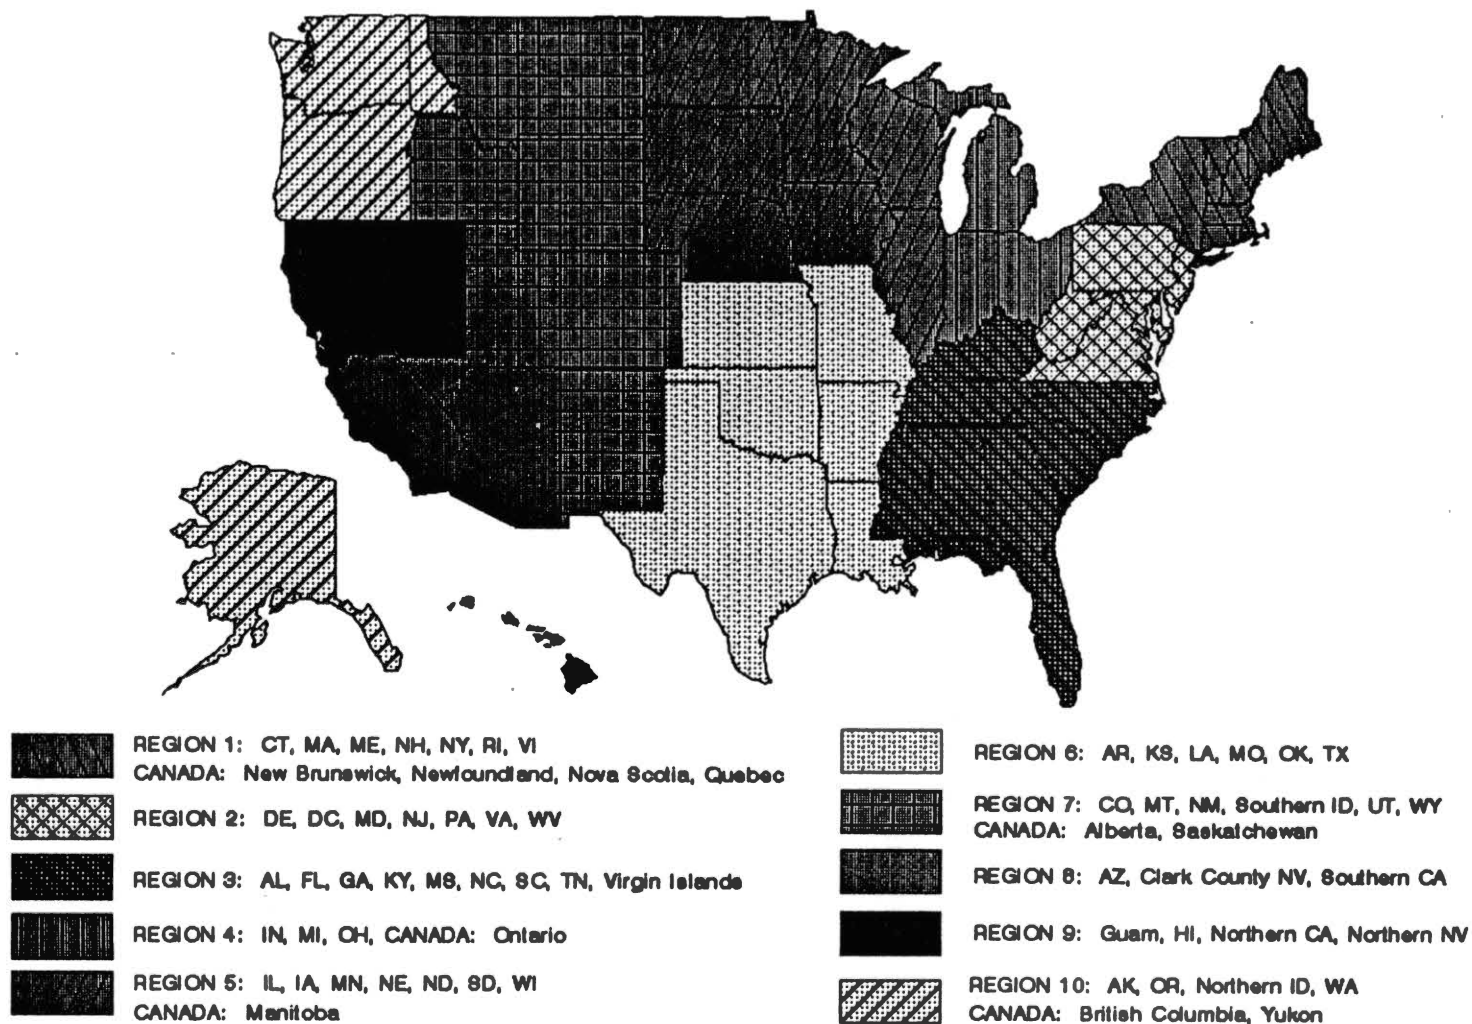 REGION 1: CT, MA, ME, NH, NY, RI, VI
CANADA: New Brunswick, Newfoundland, Nova Scotia, Quebec
REGION 2: DE, DC, MD, NJ, PA, VA, WV
REGION 3: AL, FL, GA, KY, MS, NC, SC, TN, Virgin Islands
REGION 4: IN, MI, OH, CANADA: Ontario
REGION 5: IL, IA, MN, NE, ND, SD, WI
CANADA: Manitoba
REGION 6: AR, KS, LA, MO, OK, TX
REGION 7: CO, MT, NM, Southern ID, UT, WY
CANADA: Alberta, Saskatchewan
REGION 8: AZ, Clark County NV, Southern CA
REGION 9: Guam, HI, Northern CA, Northern NV
REGION 10: AK, OR, Northern ID, WA
CANADA: British Columbia, Yukon